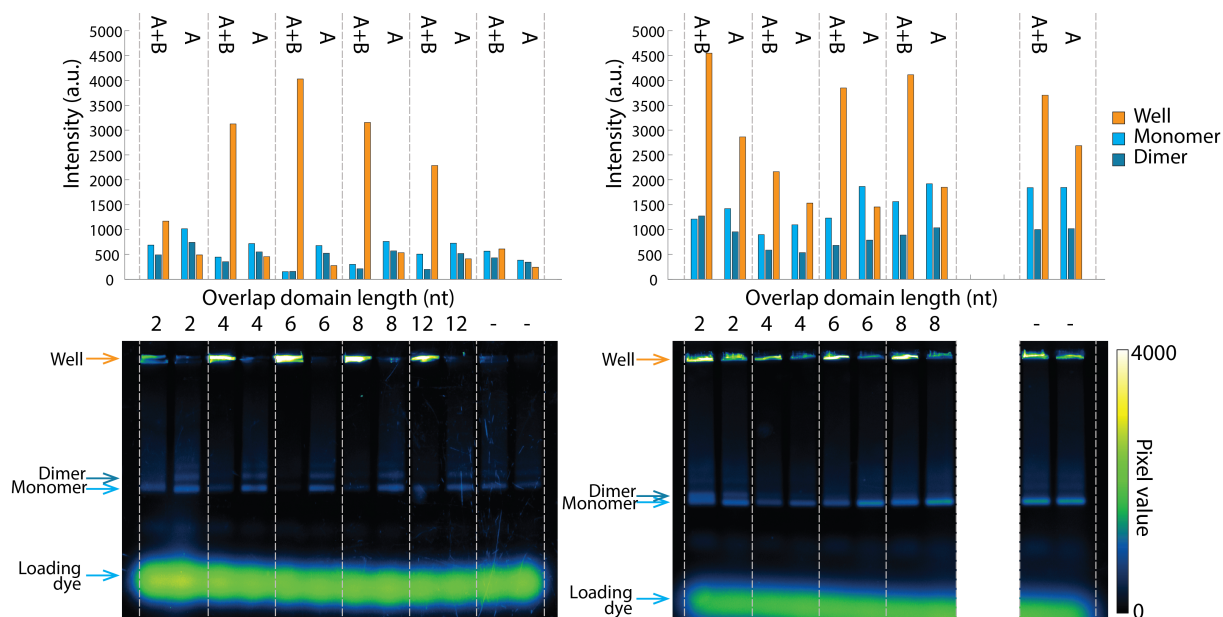 A+B A A+B A A+B A A+B A A+B A A+B A
5000
4500
4000
3500
3000
2500
2000
1500
1000
500
0
Intensity (a.u.)
Overlap domain length (nt)
2 2 4 4 6 6 8 8 12 12 - -
Well
Dimer
Monomer
Loading
dye
A+B A A+B A A+B A A+B A A+B A
5000
4500
4000
3500
3000
2500
2000
1500
1000
500
0
Intensity (a.u.)
Overlap domain length (nt)
2 2 4 4 6 6 8 8 - -
Well
Dimer
Monomer
Loading
dye
Well
Monomer
Dimer
4000
Pixel value
0